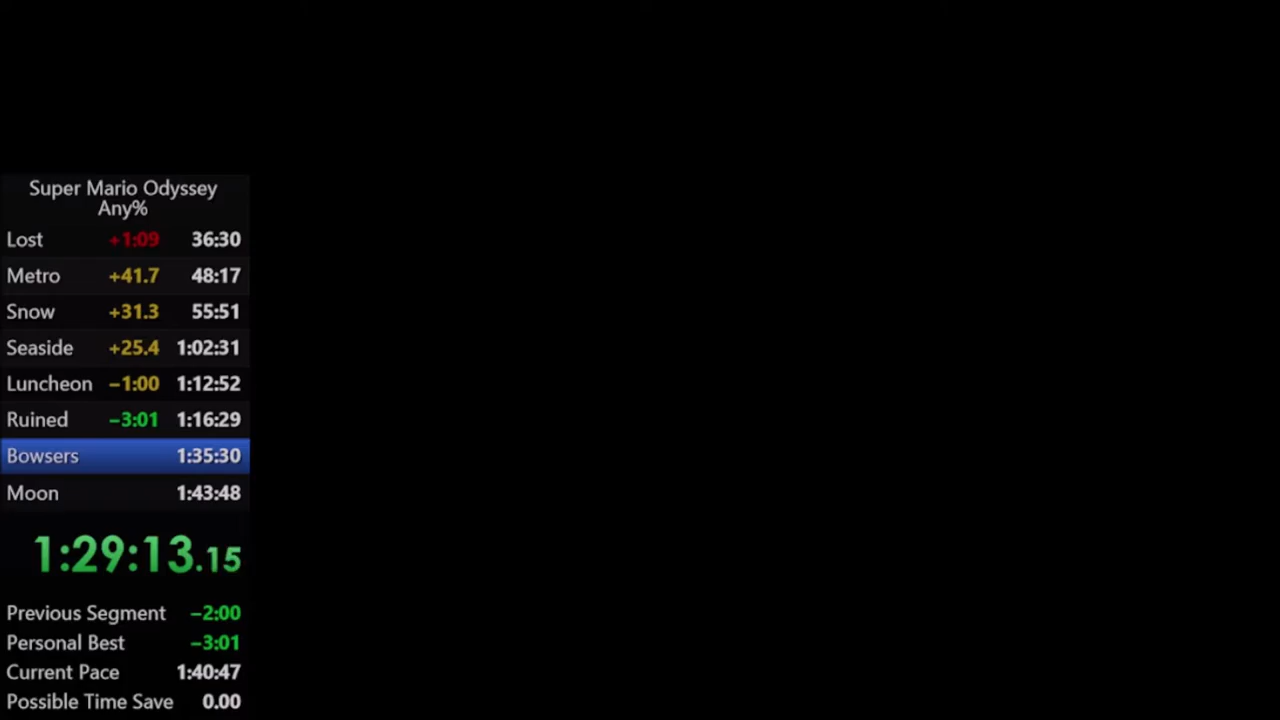 Super Mario Odyssey
Any%
Lost +1:09 36:30
Metro +41.7 48:17
Snow +31.3 55:51
Seaside +25.4 1:02:31
Luncheon −1:00 1:12:52
Ruined −3:01 1:16:29
Bowsers 1:35:30
Moon 1:43:48
1:29:13.15
Previous Segment −2:00
Personal Best −3:01
Current Pace 1:40:47
Possible Time Save 0.00